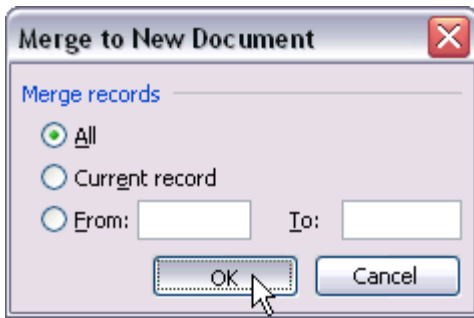 Merge to New Document
Merge records
All
Current record
From: To:
OK Cancel